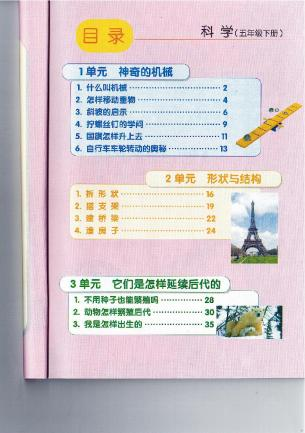 目录
科学(五年级下册)
1单元 神奇的机械
1. 什么叫机械 2
2. 怎样移动重物 4
3. 斜坡的启示 6
4. 拧螺丝钉的学问 9
5. 国旗怎样升上去 11
6. 自行车车轮转动的奥秘 13
2单元 形状与结构
1. 折形状 16
2. 搭支架 19
3. 建桥梁 22
4. 造房子 24
3单元 它们是怎样延续后代的
1. 不用种子也能繁殖吗 28
2. 动物怎样繁殖后代 30
3. 我是怎样出生的 35